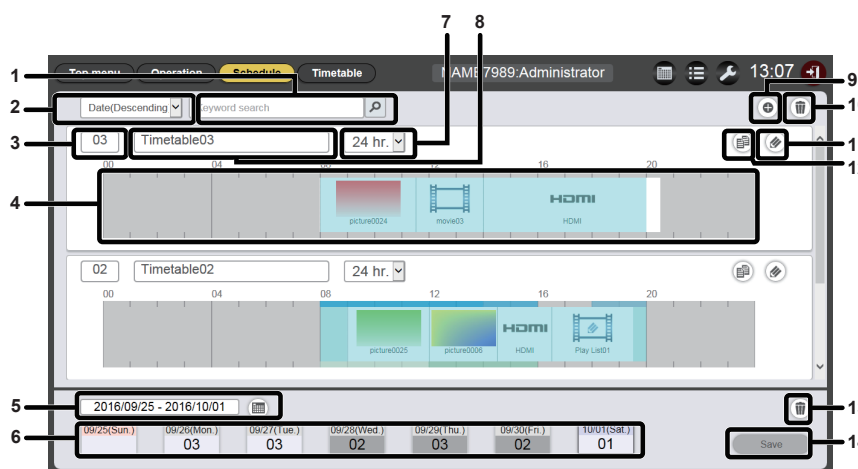 7 8
Top menu Operation Schedule Timetable NAME7989:Administrator 13:07
1
9
2 Date(Descending Keyword search
3 03 Timetable03 24 hr.
00 04 08 12 16 20
4
picture0024 movie03 HDMI HDMI
02 Timetable02 24 hr.
00 04 08 12 16 20
HDMI
picture0025 picture0006 HDMI Play List01
5 2016/09/25 - 2016/10/01
6 09/25(Sun.) 09/26(Mon.) 09/27(Tue.) 09/28(Wed.) 09/29(Thu.) 09/30(Fri.) 10/01(Sat.)
03 03 02 03 02 01
Save